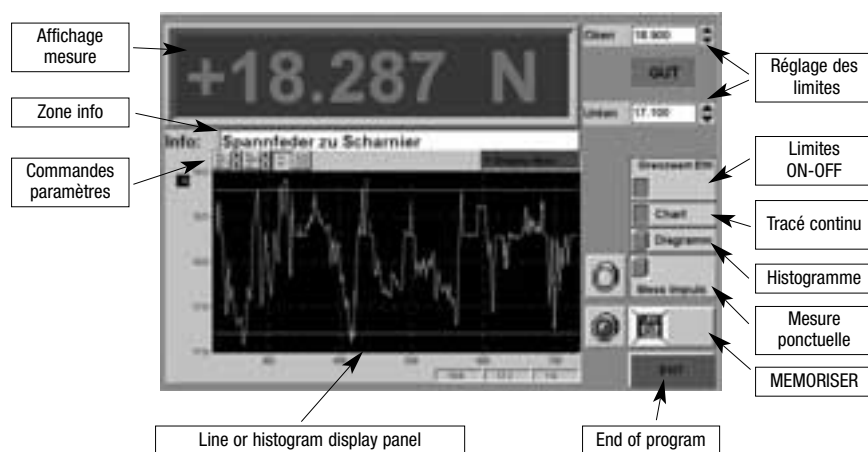 Affichage
mesure
+18.287 N
Oben 18.900
GUT
Unten 17.100
Réglage des
limites
Zone info
Info: Spannfeder zu Scharnier
Commandes
paramètres
Limites
ON-OFF
Chart
Tracé continu
Diagramm
Histogramme
Mess Impuls
Mesure
ponctuelle
MEMORISER
Line or histogram display panel
End of program